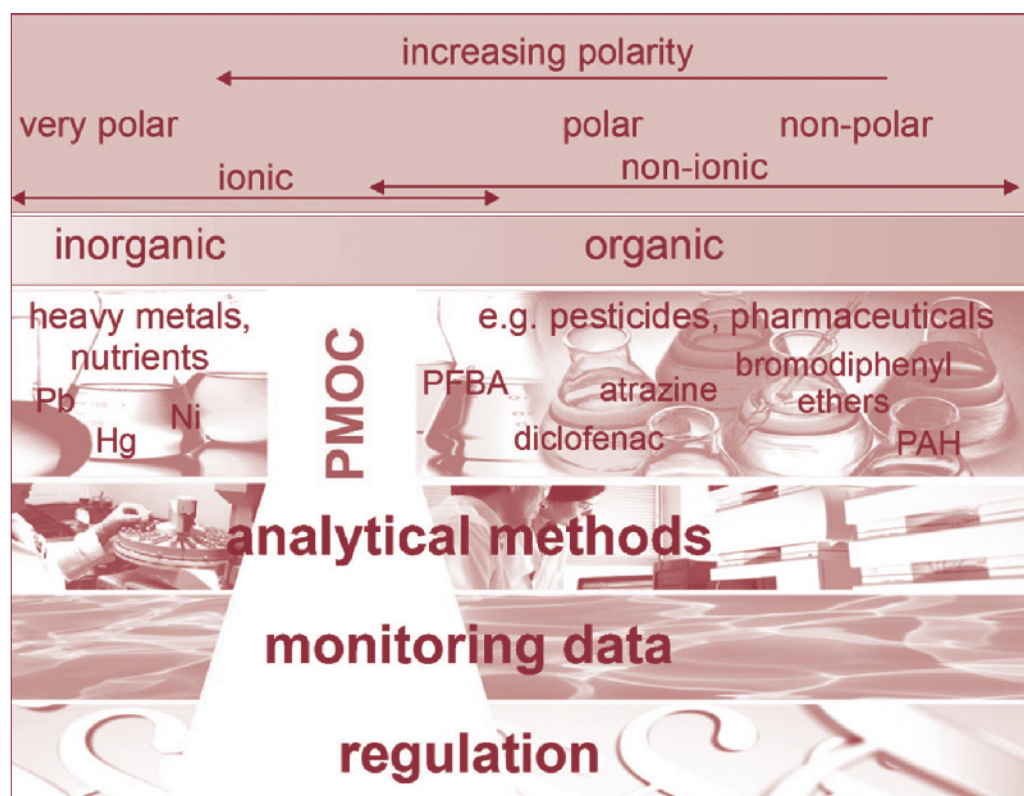 increasing polarity
very polar
polar
non-polar
ionic
non-ionic
inorganic
organic
heavy metals,
nutrients
Pb
Hg
Ni
PMOC
e.g. pesticides, pharmaceuticals
PFBA
atrazine
bromodiphenyl
ethers
diclofenac
PAH
analytical methods
monitoring data
regulation